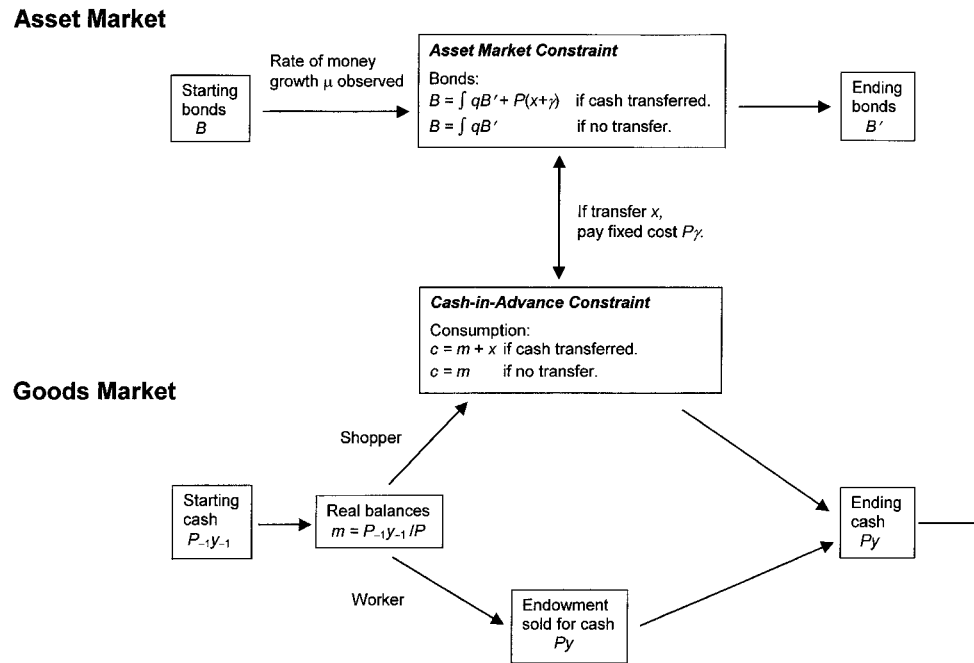 Asset Market
Rate of money
growth μ observed
Starting
bonds
B
Asset Market Constraint
Bonds:
B = ∫ qB′ + P(x+γ) if cash transferred.
B = ∫ qB′ if no transfer.
Ending
bonds
B′
If transfer x,
pay fixed cost Pγ.
Cash-in-Advance Constraint
Consumption:
c = m + x if cash transferred.
c = m if no transfer.
Goods Market
Shopper
Starting
cash
P₋₁y₋₁
Real balances
m = P₋₁y₋₁/P
Worker
Endowment
sold for cash
Py
Ending
cash
Py